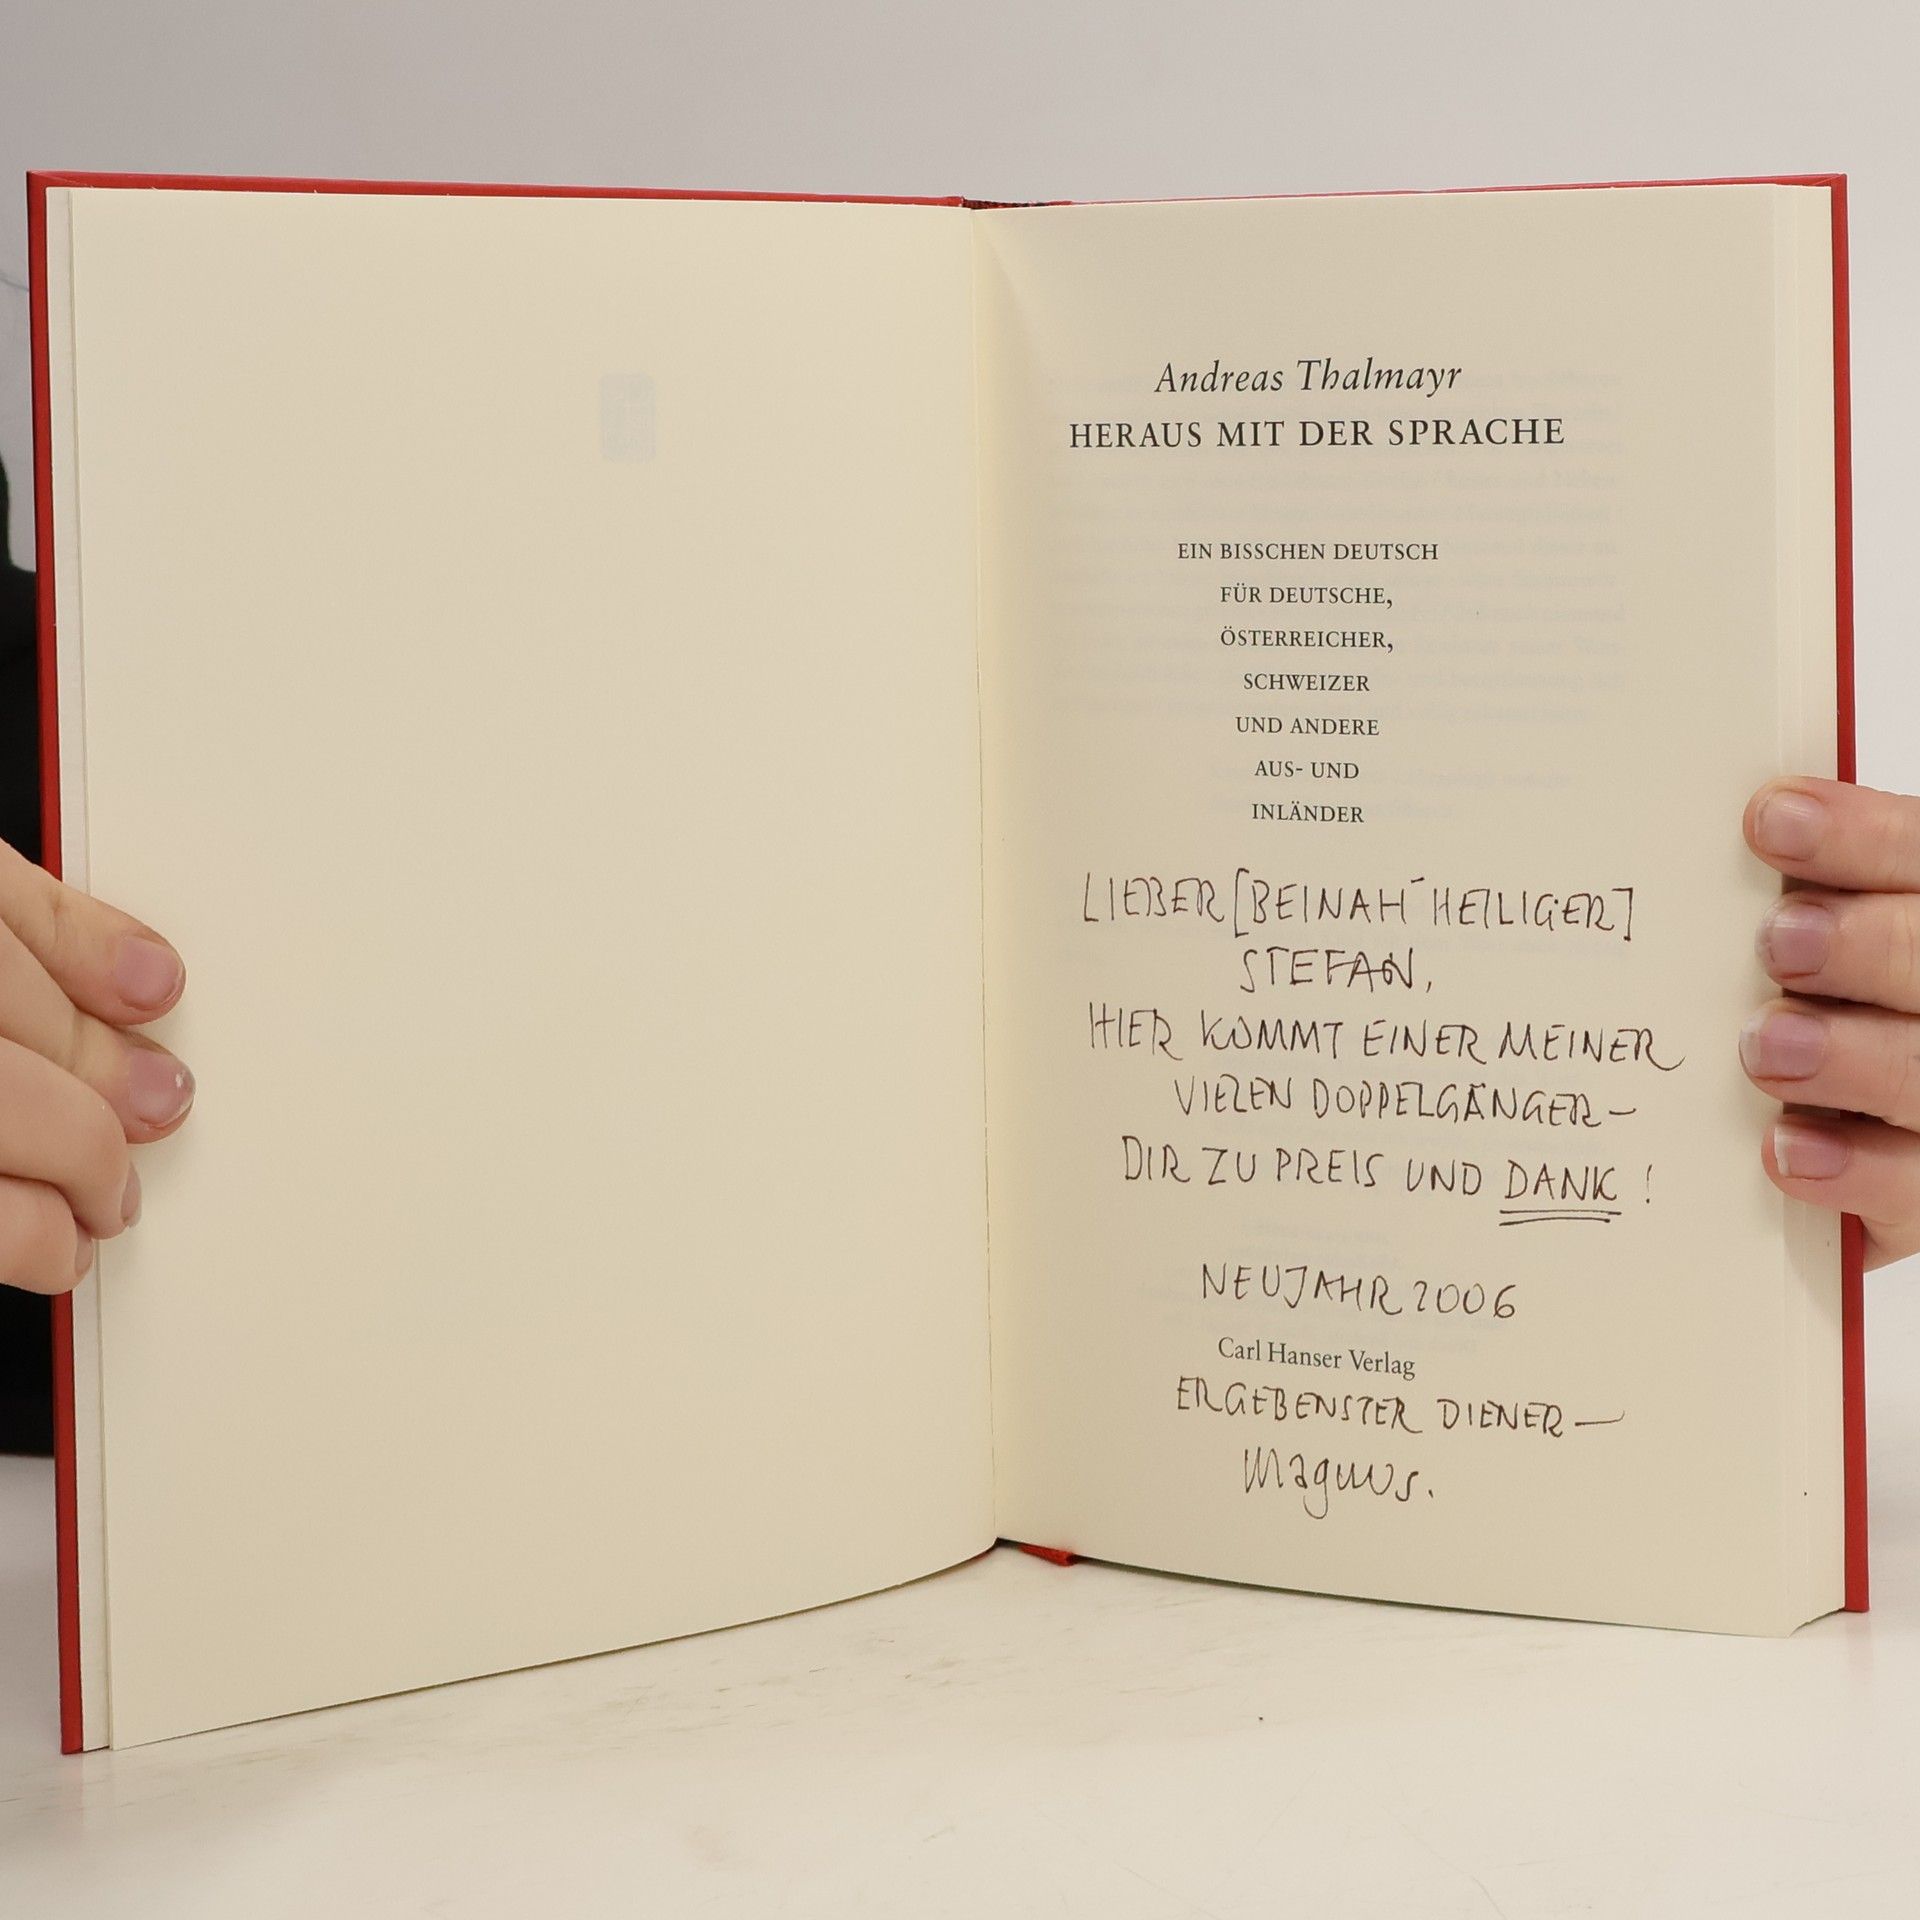 Andreas Thalmayr
HERAUS MIT DER SPRACHE
EIN BISSCHEN DEUTSCH
FÜR DEUTSCHE,
ÖSTERREICHER,
SCHWEIZER
UND ANDERE
AUS- UND
INLÄNDER
LIEBER [BEINAH HEILIGER]
STEFAN,
HIER KOMMT EINER MEINER
VIELEN DOPPELGÄNGER –
DIR ZU PREIS UND DANK !
NEUJAHR 2006
Carl Hanser Verlag
ERGEBENSTER DIENER –
Magnus.